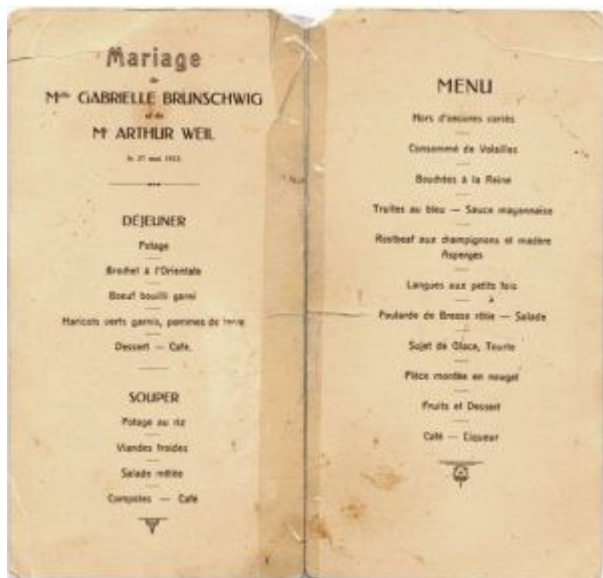 Mariage
de
Mlle GABRIELLE BRUNSCHWIG
et de
Mr ARTHUR WEIL
le 27 mai
DÉJEUNER
Potage
Brochet à l'Orientale
Boeuf bouilli garni
Haricots verts garnis, pommes de terre
Dessert — Café.
SOUPER
Potage au riz
Viandes froides
Salade mêlée
Compotes — Café
MENU
Hors d'oeuvres variés
Consommé de Volailles
Bouchées à la Reine
Truites au bleu — Sauce mayonnaise
Rostbeaf aux champignons et madère
Asperges
Langues aux petits
Poularde de Bresse rôtie — Salade
Sujet de Glace, Tourte
Pièce montée en nougat
Fruits et Dessert
Café — Liqueur